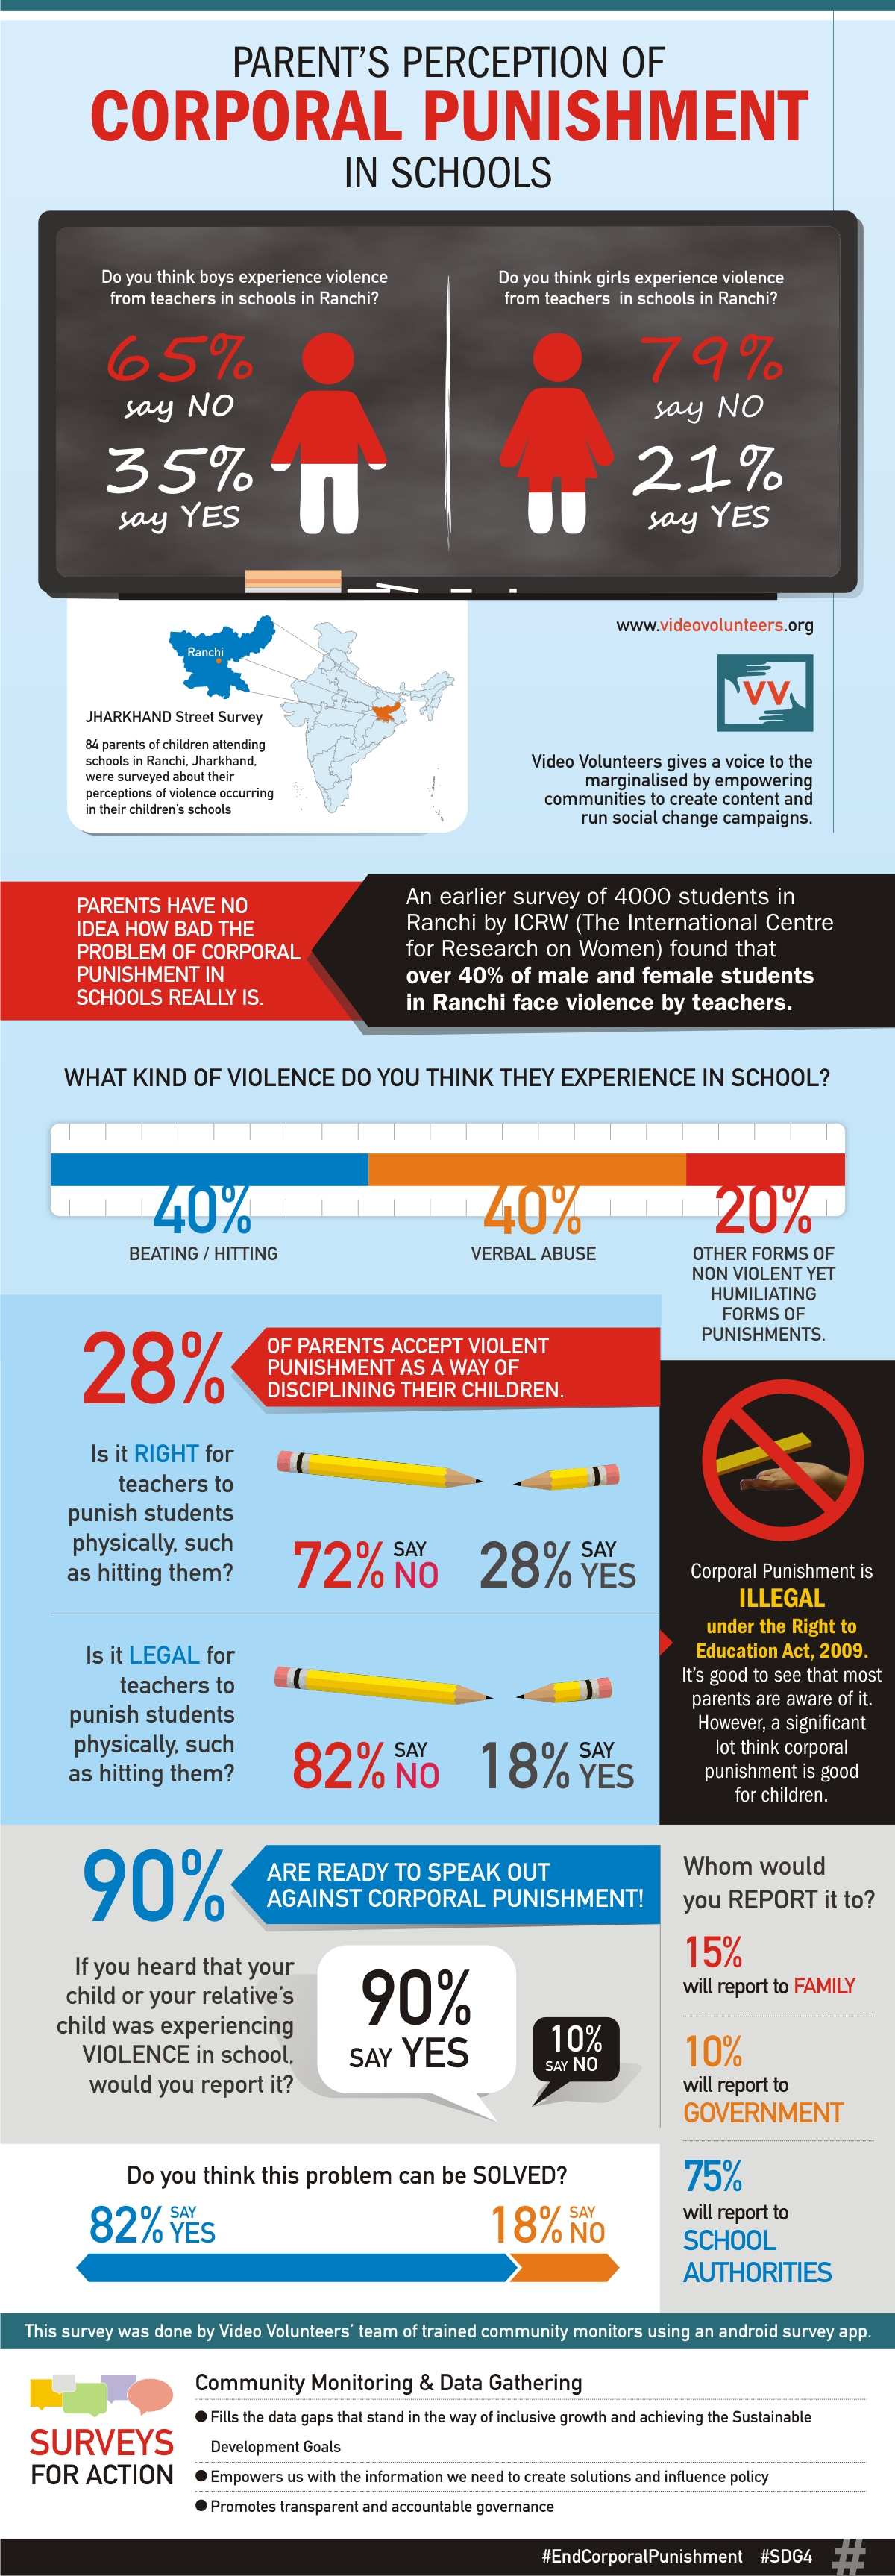 PARENT'S PERCEPTION OF
CORPORAL PUNISHMENT
IN SCHOOLS
Do you think boys experience violence
from teachers in schools in Ranchi?
65%
say NO
35%
say YES
Do you think girls experience violence
from teachers in schools in Ranchi?
79%
say NO
21%
say YES
Ranchi
JHARKHAND Street Survey
84 parents of children attending
schools in Ranchi, Jharkhand,
were surveyed about their
perceptions of violence occurring
in their children's schools
www.videovolunteers.org
VV
Video Volunteers gives a voice to the
marginalised by empowering
communities to create content and
run social change campaigns.
PARENTS HAVE NO
IDEA HOW BAD THE
PROBLEM OF CORPORAL
PUNISHMENT IN
SCHOOLS REALLY IS.
An earlier survey of 4000 students in
Ranchi by ICRW (The International Centre
for Research on Women) found that
over 40% of male and female students
in Ranchi face violence by teachers.
WHAT KIND OF VIOLENCE DO YOU THINK THEY EXPERIENCE IN SCHOOL?
40%
BEATING / HITTING
40%
VERBAL ABUSE
20%
OTHER FORMS OF
NON VIOLENT YET
HUMILIATING
FORMS OF
PUNISHMENTS.
28%
OF PARENTS ACCEPT VIOLENT
PUNISHMENT AS A WAY OF
DISCIPLINING THEIR CHILDREN.
Is it RIGHT for
teachers to
punish students
physically, such
as hitting them?
72% SAY NO
28% SAY YES
Is it LEGAL for
teachers to
punish students
physically, such
as hitting them?
82% SAY NO
18% SAY YES
Corporal Punishment is
ILLEGAL
under the Right to
Education Act, 2009.
It's good to see that most
parents are aware of it.
However, a significant
lot think corporal
punishment is good
for children.
90%
ARE READY TO SPEAK OUT
AGAINST CORPORAL PUNISHMENT!
If you heard that your
child or your relative's
child was experiencing
VIOLENCE in school,
would you report it?
90%
SAY YES
10%
SAY NO
Whom would
you REPORT it to?
15%
will report to FAMILY
10%
will report to
GOVERNMENT
75%
will report to
SCHOOL
AUTHORITIES
Do you think this problem can be SOLVED?
82% SAY YES
18% SAY NO
This survey was done by Video Volunteers' team of trained community monitors using an android survey app.
SURVEYS
FOR ACTION
Community Monitoring & Data Gathering
● Fills the data gaps that stand in the way of inclusive growth and achieving the Sustainable
Development Goals
● Empowers us with the information we need to create solutions and influence policy
● Promotes transparent and accountable governance
#EndCorporalPunishment #SDG4 #